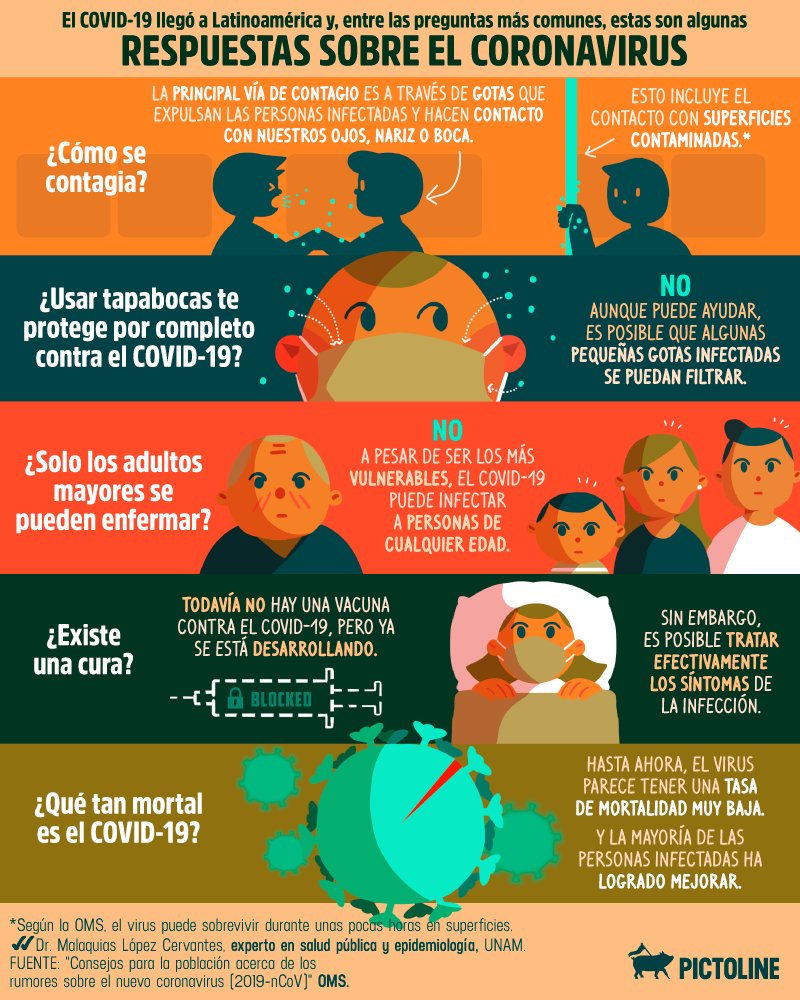 El COVID-19 llegó a Latinoamérica y, entre las preguntas más comunes, estas son algunas
RESPUESTAS SOBRE EL CORONAVIRUS
¿Cómo se
contagia?
LA PRINCIPAL VÍA DE CONTAGIO ES A TRAVÉS DE GOTAS QUE
EXPULSAN LAS PERSONAS INFECTADAS Y HACEN CONTACTO
CON NUESTROS OJOS, NARIZ O BOCA.
ESTO INCLUYE EL
CONTACTO CON SUPERFICIES
CONTAMINADAS.*
¿Usar tapabocas te
protege por completo
contra el COVID-19?
NO
AUNQUE PUEDE AYUDAR,
ES POSIBLE QUE ALGUNAS
PEQUEÑAS GOTAS INFECTADAS
SE PUEDAN FILTRAR.
¿Solo los adultos
mayores se
pueden enfermar?
NO
A PESAR DE SER LOS MÁS
VULNERABLES, EL COVID-19
PUEDE INFECTAR
A PERSONAS DE
CUALQUIER EDAD.
¿Existe
una cura?
TODAVÍA NO HAY UNA VACUNA
CONTRA EL COVID-19, PERO YA
SE ESTÁ DESARROLLANDO.
BLOCKED
SIN EMBARGO,
ES POSIBLE TRATAR
EFECTIVAMENTE
LOS SÍNTOMAS DE
LA INFECCIÓN.
¿Qué tan mortal
es el COVID-19?
HASTA AHORA, EL VIRUS
PARECE TENER UNA TASA
DE MORTALIDAD MUY BAJA.
Y LA MAYORÍA DE LAS
PERSONAS INFECTADAS HA
LOGRADO MEJORAR.
*Según la OMS, el virus puede sobrevivir durante unas pocas horas en superficies.
Dr. Malaquias López Cervantes, experto en salud pública y epidemiología, UNAM.
FUENTE: "Consejos para la población acerca de los
rumores sobre el nuevo coronavirus [2019-nCoV]" OMS.
PICTOLINE